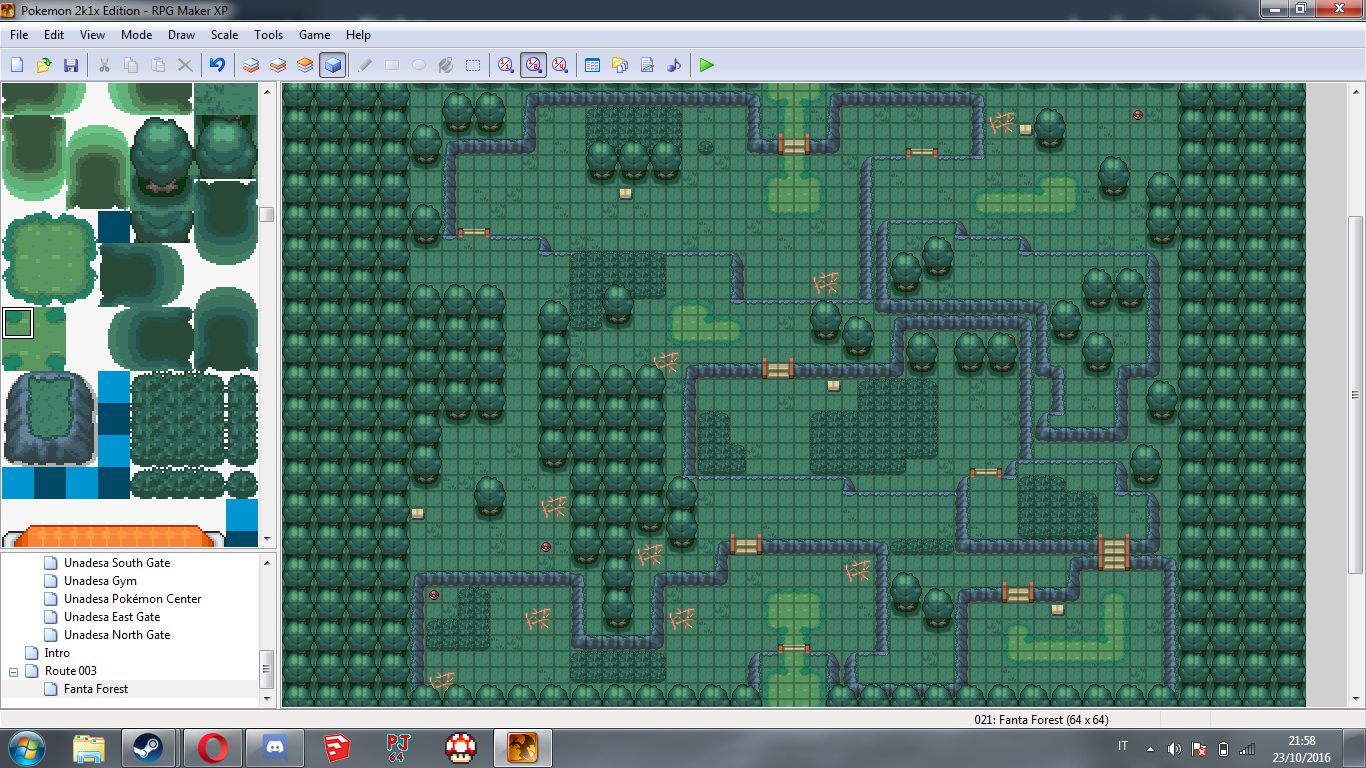 Pokemon 2k1x Edition - RPG Maker XP
File Edit View Mode Draw Scale Tools Game Help
Unadesa South Gate
Unadesa Gym
Unadesa Pokémon Center
Unadesa East Gate
Unadesa North Gate
Intro
Route 003
Fanta Forest
021: Fanta Forest (64 x 64)
PJ
64
IT
21:58
23/10/2016